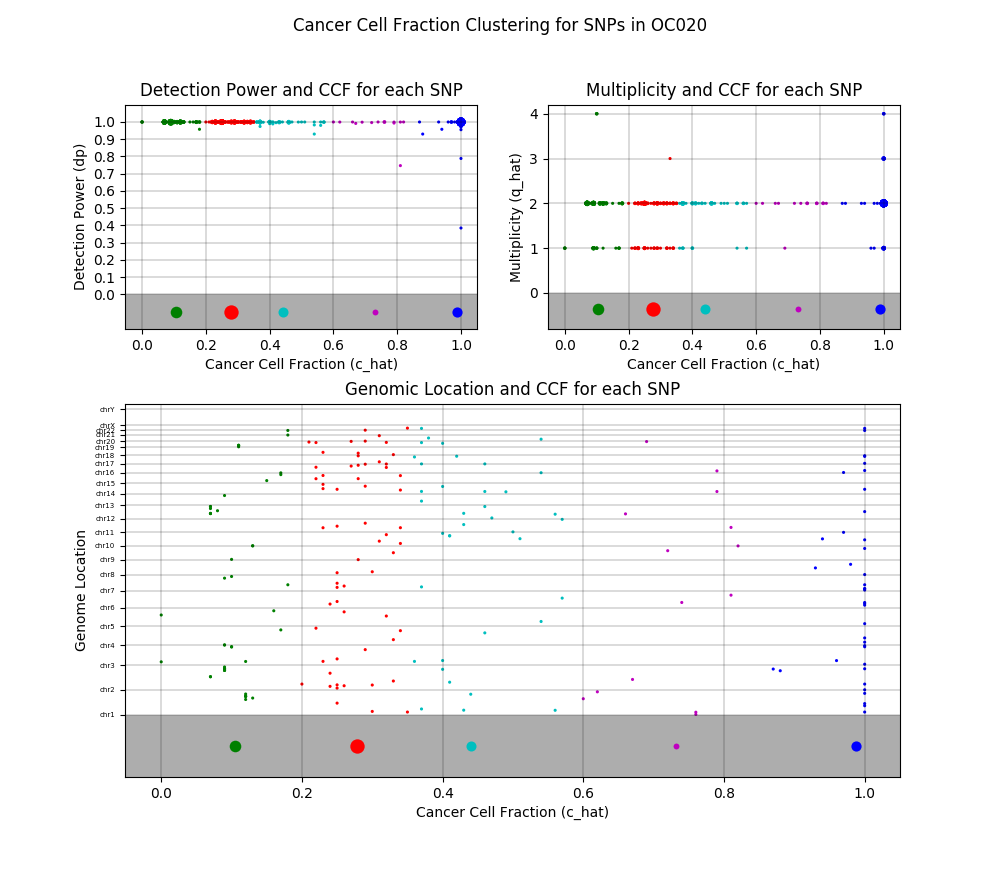 Cancer Cell Fraction Clustering for SNPs in OC020
Detection Power and CCF for each SNP
Detection Power (dp)
1.0
0.9
0.8
0.7
0.6
0.5
0.4
0.3
0.2
0.1
0.0
0.0 0.2 0.4 0.6 0.8 1.0
Cancer Cell Fraction (c_hat)
Multiplicity and CCF for each SNP
Multiplicity (q_hat)
4
3
2
1
0
0.0 0.2 0.4 0.6 0.8 1.0
Cancer Cell Fraction (c_hat)
Genomic Location and CCF for each SNP
Genome Location
chrY
chrX
chr22
chr21
chr20
chr19
chr18
chr17
chr16
chr15
chr14
chr13
chr12
chr11
chr10
chr9
chr8
chr7
chr6
chr5
chr4
chr3
chr2
chr1
0.0 0.2 0.4 0.6 0.8 1.0
Cancer Cell Fraction (c_hat)